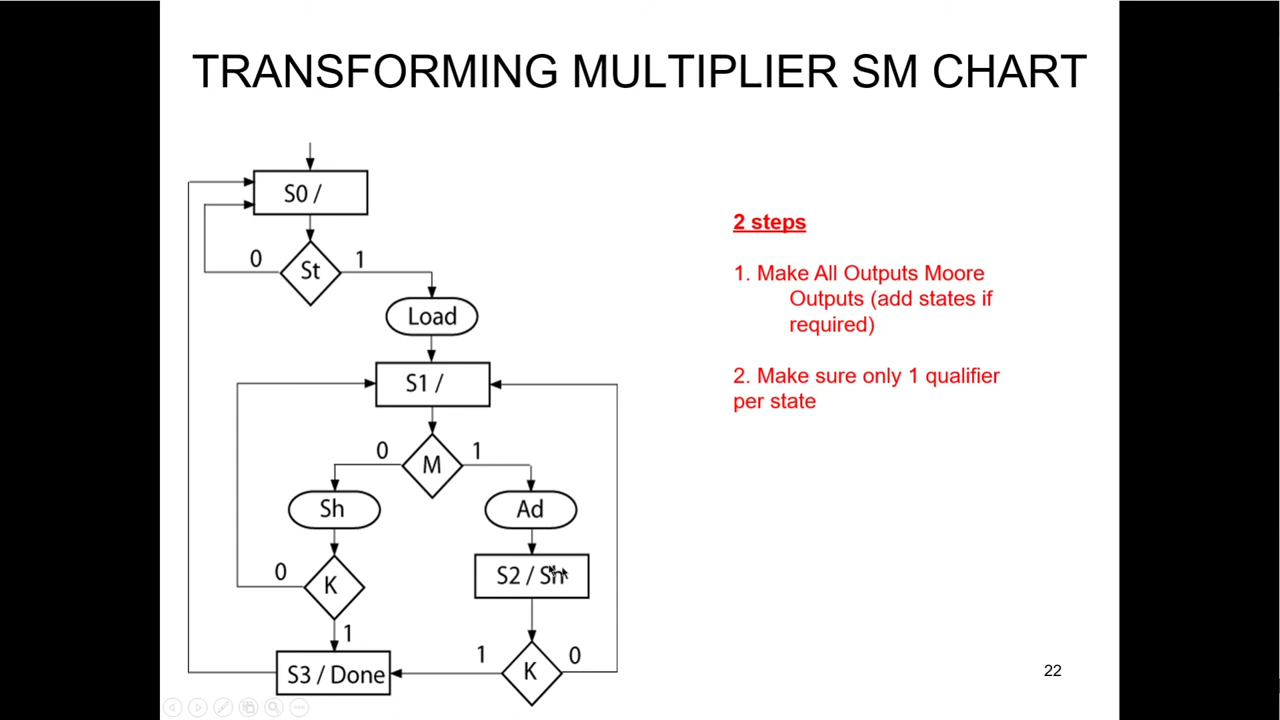 TRANSFORMING MULTIPLIER SM CHART
S0 /
0
St
1
Load
S1 /
0
M
1
Sh
Ad
0
K
1
S2 / Sh
S3 / Done
1
K
0
2 steps
1. Make All Outputs Moore
Outputs (add states if
required)
2. Make sure only 1 qualifier
per state
22